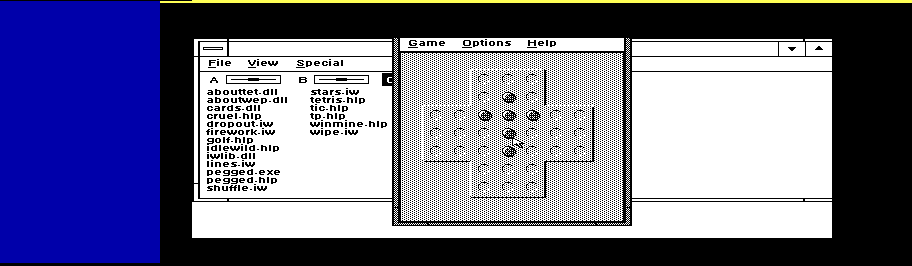 Game Options Help
File View Special
A B C
abouttet.dll stars.iw
aboutwep.dll tetris.hlp
cards.dll tic.hlp
cruel.hlp tp.hlp
dropout.iw winmine.hlp
firework.iw wipe.iw
golf.hlp
idlewild.hlp
iwlib.dll
lines.iw
pegged.exe
pegged.hlp
shuffle.iw